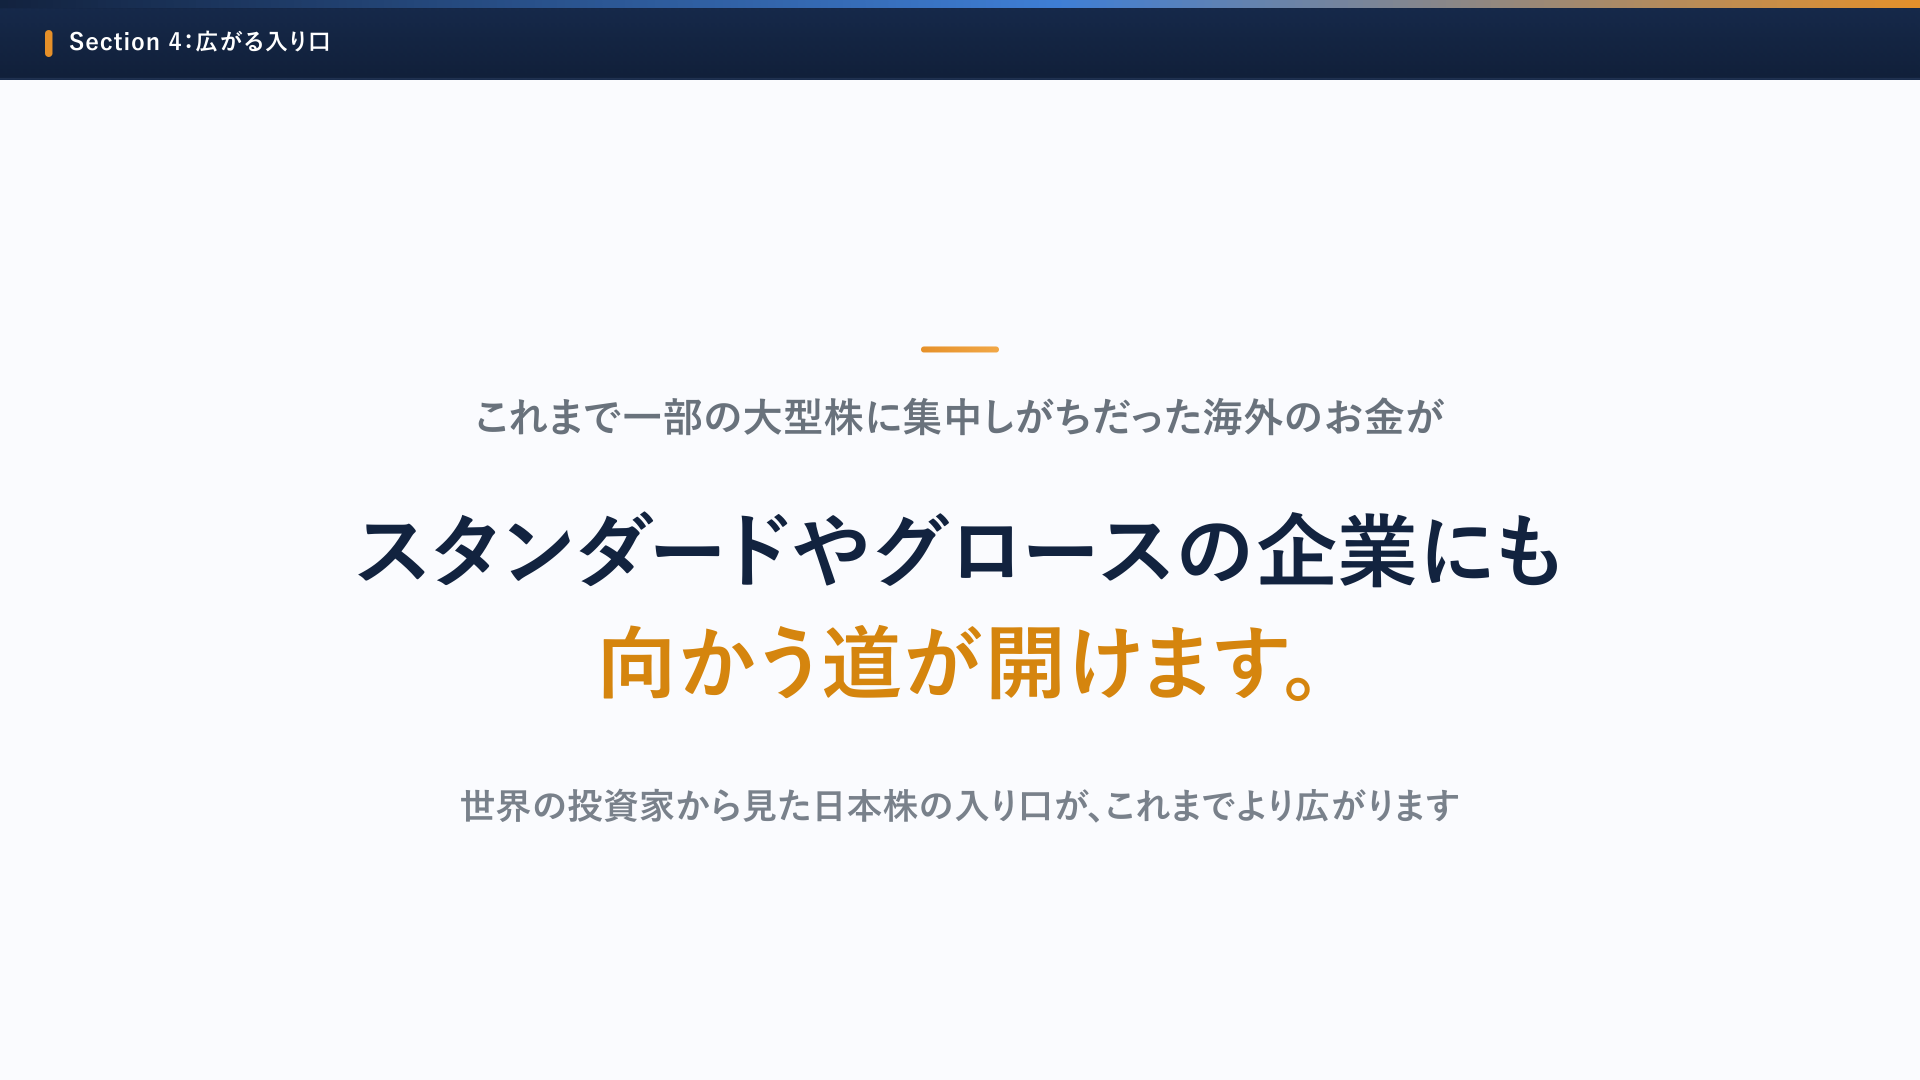 Section 4：広がる入り口
これまで一部の大型株に集中しがちだった海外のお金が
スタンダードやグロースの企業にも
向かう道が開けます。
世界の投資家から見た日本株の入り口が、これまでより広がります